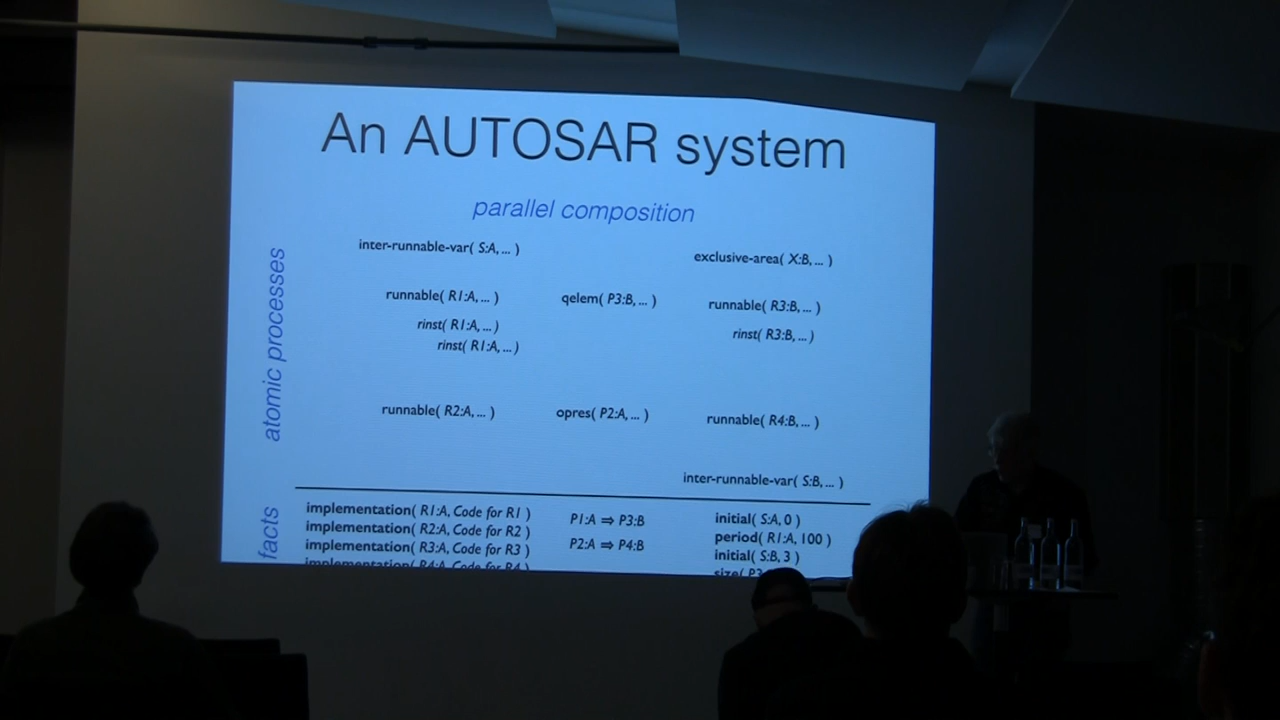 An AUTOSAR system
parallel composition
atomic processes
inter-runnable-var( S:A, ... )
exclusive-area( X:B, ... )
runnable( R1:A, ... )
qelem( P3:B, ... )
runnable( R3:B, ... )
rinst( R1:A, ... )
rinst( R3:B, ... )
rinst( R1:A, ... )
runnable( R2:A, ... )
opres( P2:A, ... )
runnable( R4:B, ... )
inter-runnable-var( S:B, ... )
facts
implementation( R1:A, Code for R1 )
P1:A ⇒ P3:B
initial( S:A, 0 )
implementation( R2:A, Code for R2 )
period( R1:A, 100 )
implementation( R3:A, Code for R3 )
P2:A ⇒ P4:B
initial( S:B, 3 )
implementation( R4:A, Code for R4 )
size( P3